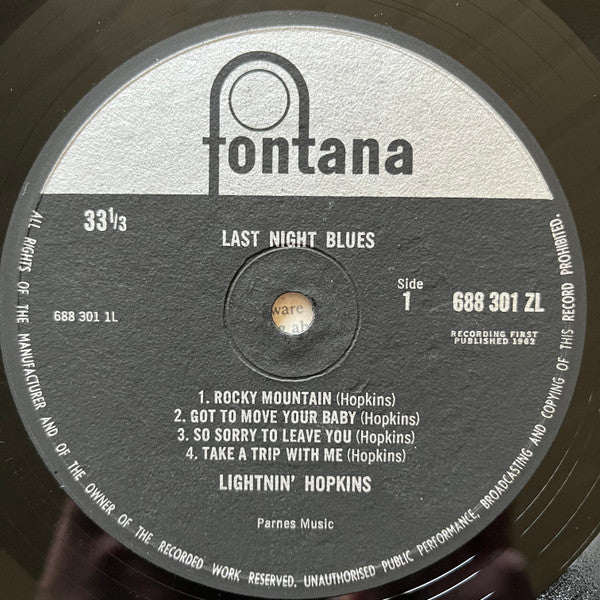 fontana
33 1/3
LAST NIGHT BLUES
Side
1
688 301 ZL
688 301 1L
RECORDING FIRST
PUBLISHED 1962
ware
1. ROCKY MOUNTAIN (Hopkins)
2. GOT TO MOVE YOUR BABY (Hopkins)
3. SO SORRY TO LEAVE YOU (Hopkins)
4. TAKE A TRIP WITH ME (Hopkins)
LIGHTNIN' HOPKINS
Parnes Music
ALL RIGHTS OF THE MANUFACTURER AND OF THE OWNER OF THE RECORDED WORK RESERVED. UNAUTHORISED PUBLIC PERFORMANCE, BROADCASTING AND COPYING OF THIS RECORD PROHIBITED.